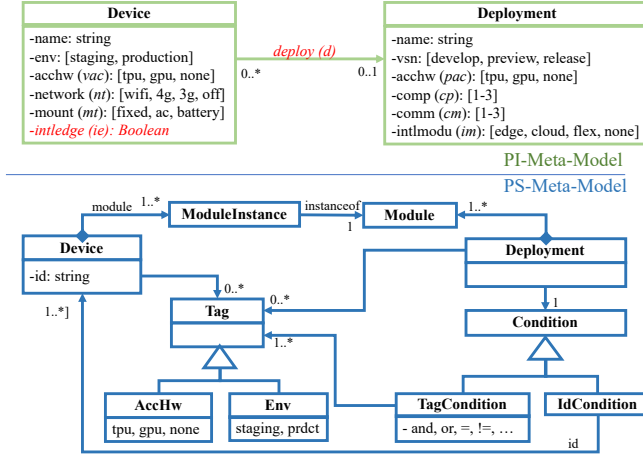 Device
-name: string
-env: [staging, production]
-acchw (vac): [tpu, gpu, none]
-network (nt): [wifi, 4g, 3g, off]
-mount (mt): [fixed, ac, battery]
-intledge (ie): Boolean
deploy (d)
0..*
0..1
Deployment
-name: string
-vsn: [develop, preview, release]
-acchw (pac): [tpu, gpu, none]
-comp (cp): [1-3]
-comm (cm): [1-3]
-intlmodu (im): [edge, cloud, flex, none]
PI-Meta-Model
PS-Meta-Model
module
1..*
ModuleInstance
instanceof
1
Module
1..*
Device
-id: string
Deployment
0..*
0..*
1..*]
Tag
1..*
1
Condition
AccHw
tpu, gpu, none
Env
staging, prdct
TagCondition
- and, or, =, !=, …
IdCondition
id